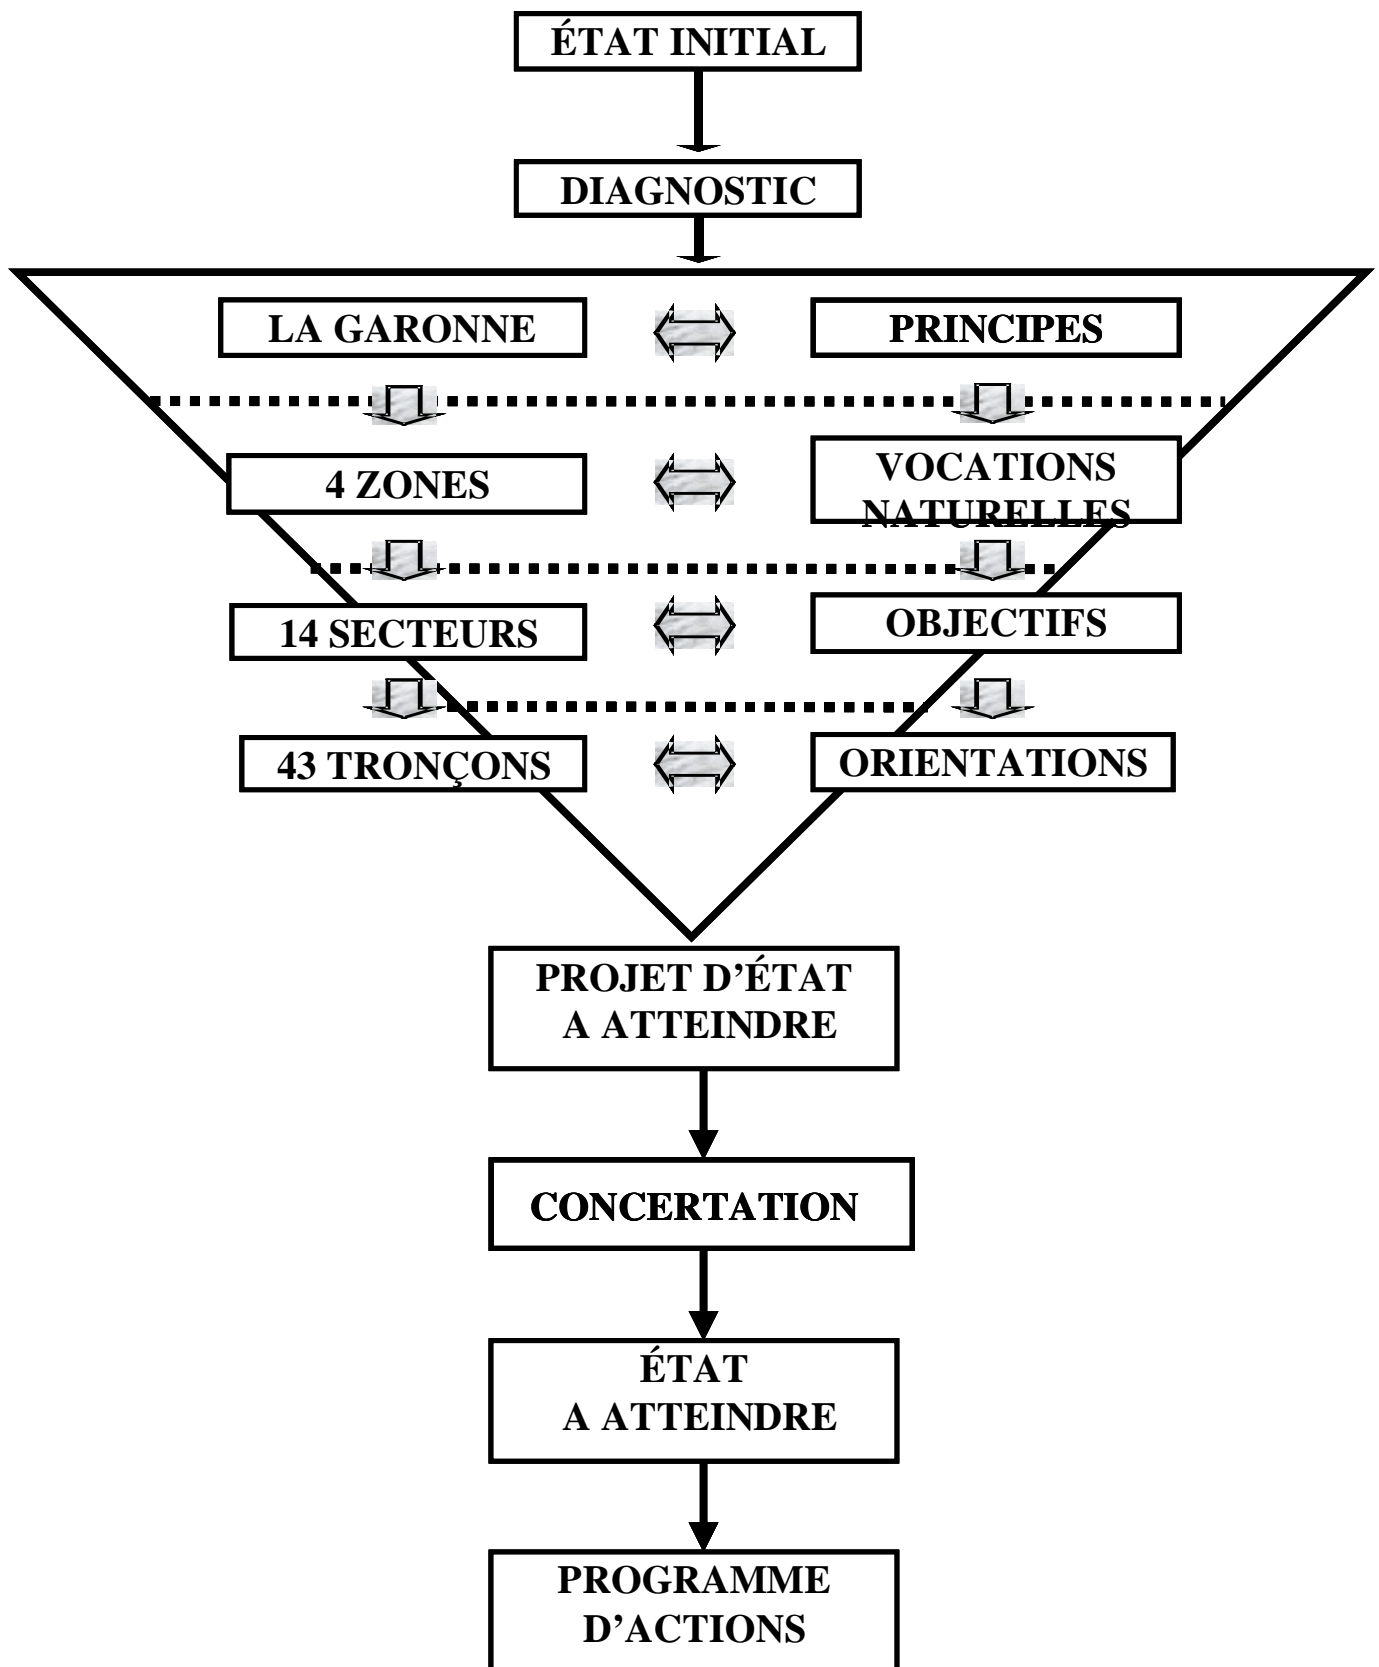 ÉTAT INITIAL
DIAGNOSTIC
LA GARONNE
PRINCIPES
4 ZONES
VOCATIONS
NATURELLES
14 SECTEURS
OBJECTIFS
43 TRONÇONS
ORIENTATIONS
PROJET D’ÉTAT
A ATTEINDRE
CONCERTATION
ÉTAT
A ATTEINDRE
PROGRAMME
D’ACTIONS